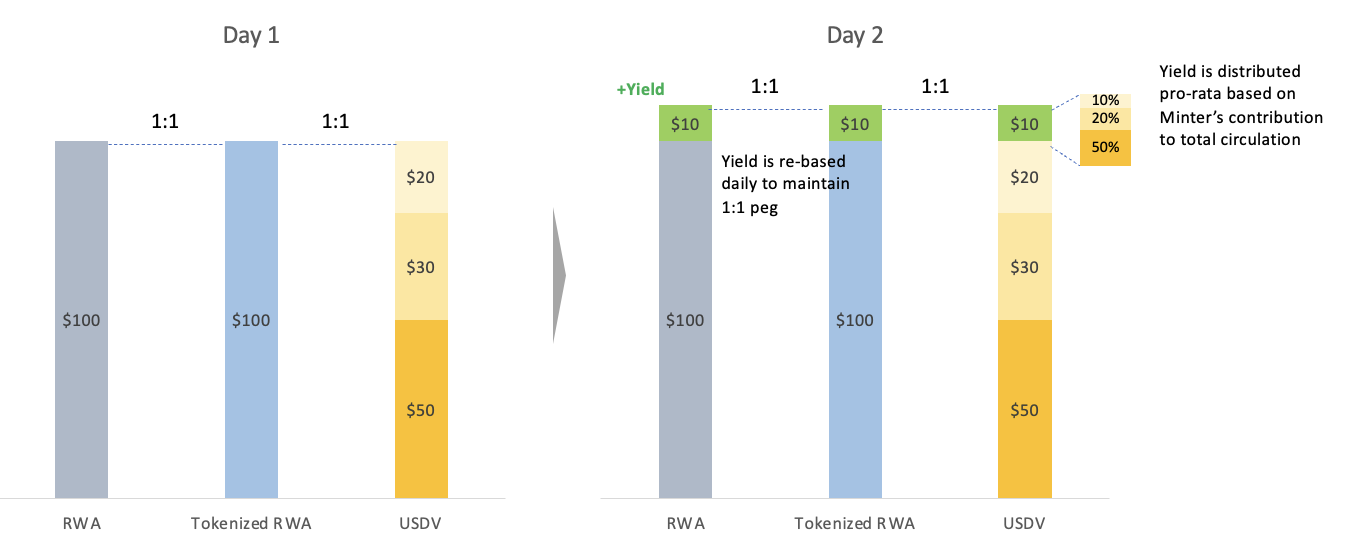 Day 1
1:1
1:1
$20
$30
$100
$100
$50
RWA
Tokenized RWA
USDV
Day 2
+Yield
1:1
1:1
$10
$10
$10
10%
20%
50%
Yield is distributed
pro-rata based on
Minter's contribution
to total circulation
Yield is re-based
daily to maintain
1:1 peg
$20
$30
$100
$100
$50
RWA
Tokenized RWA
USDV